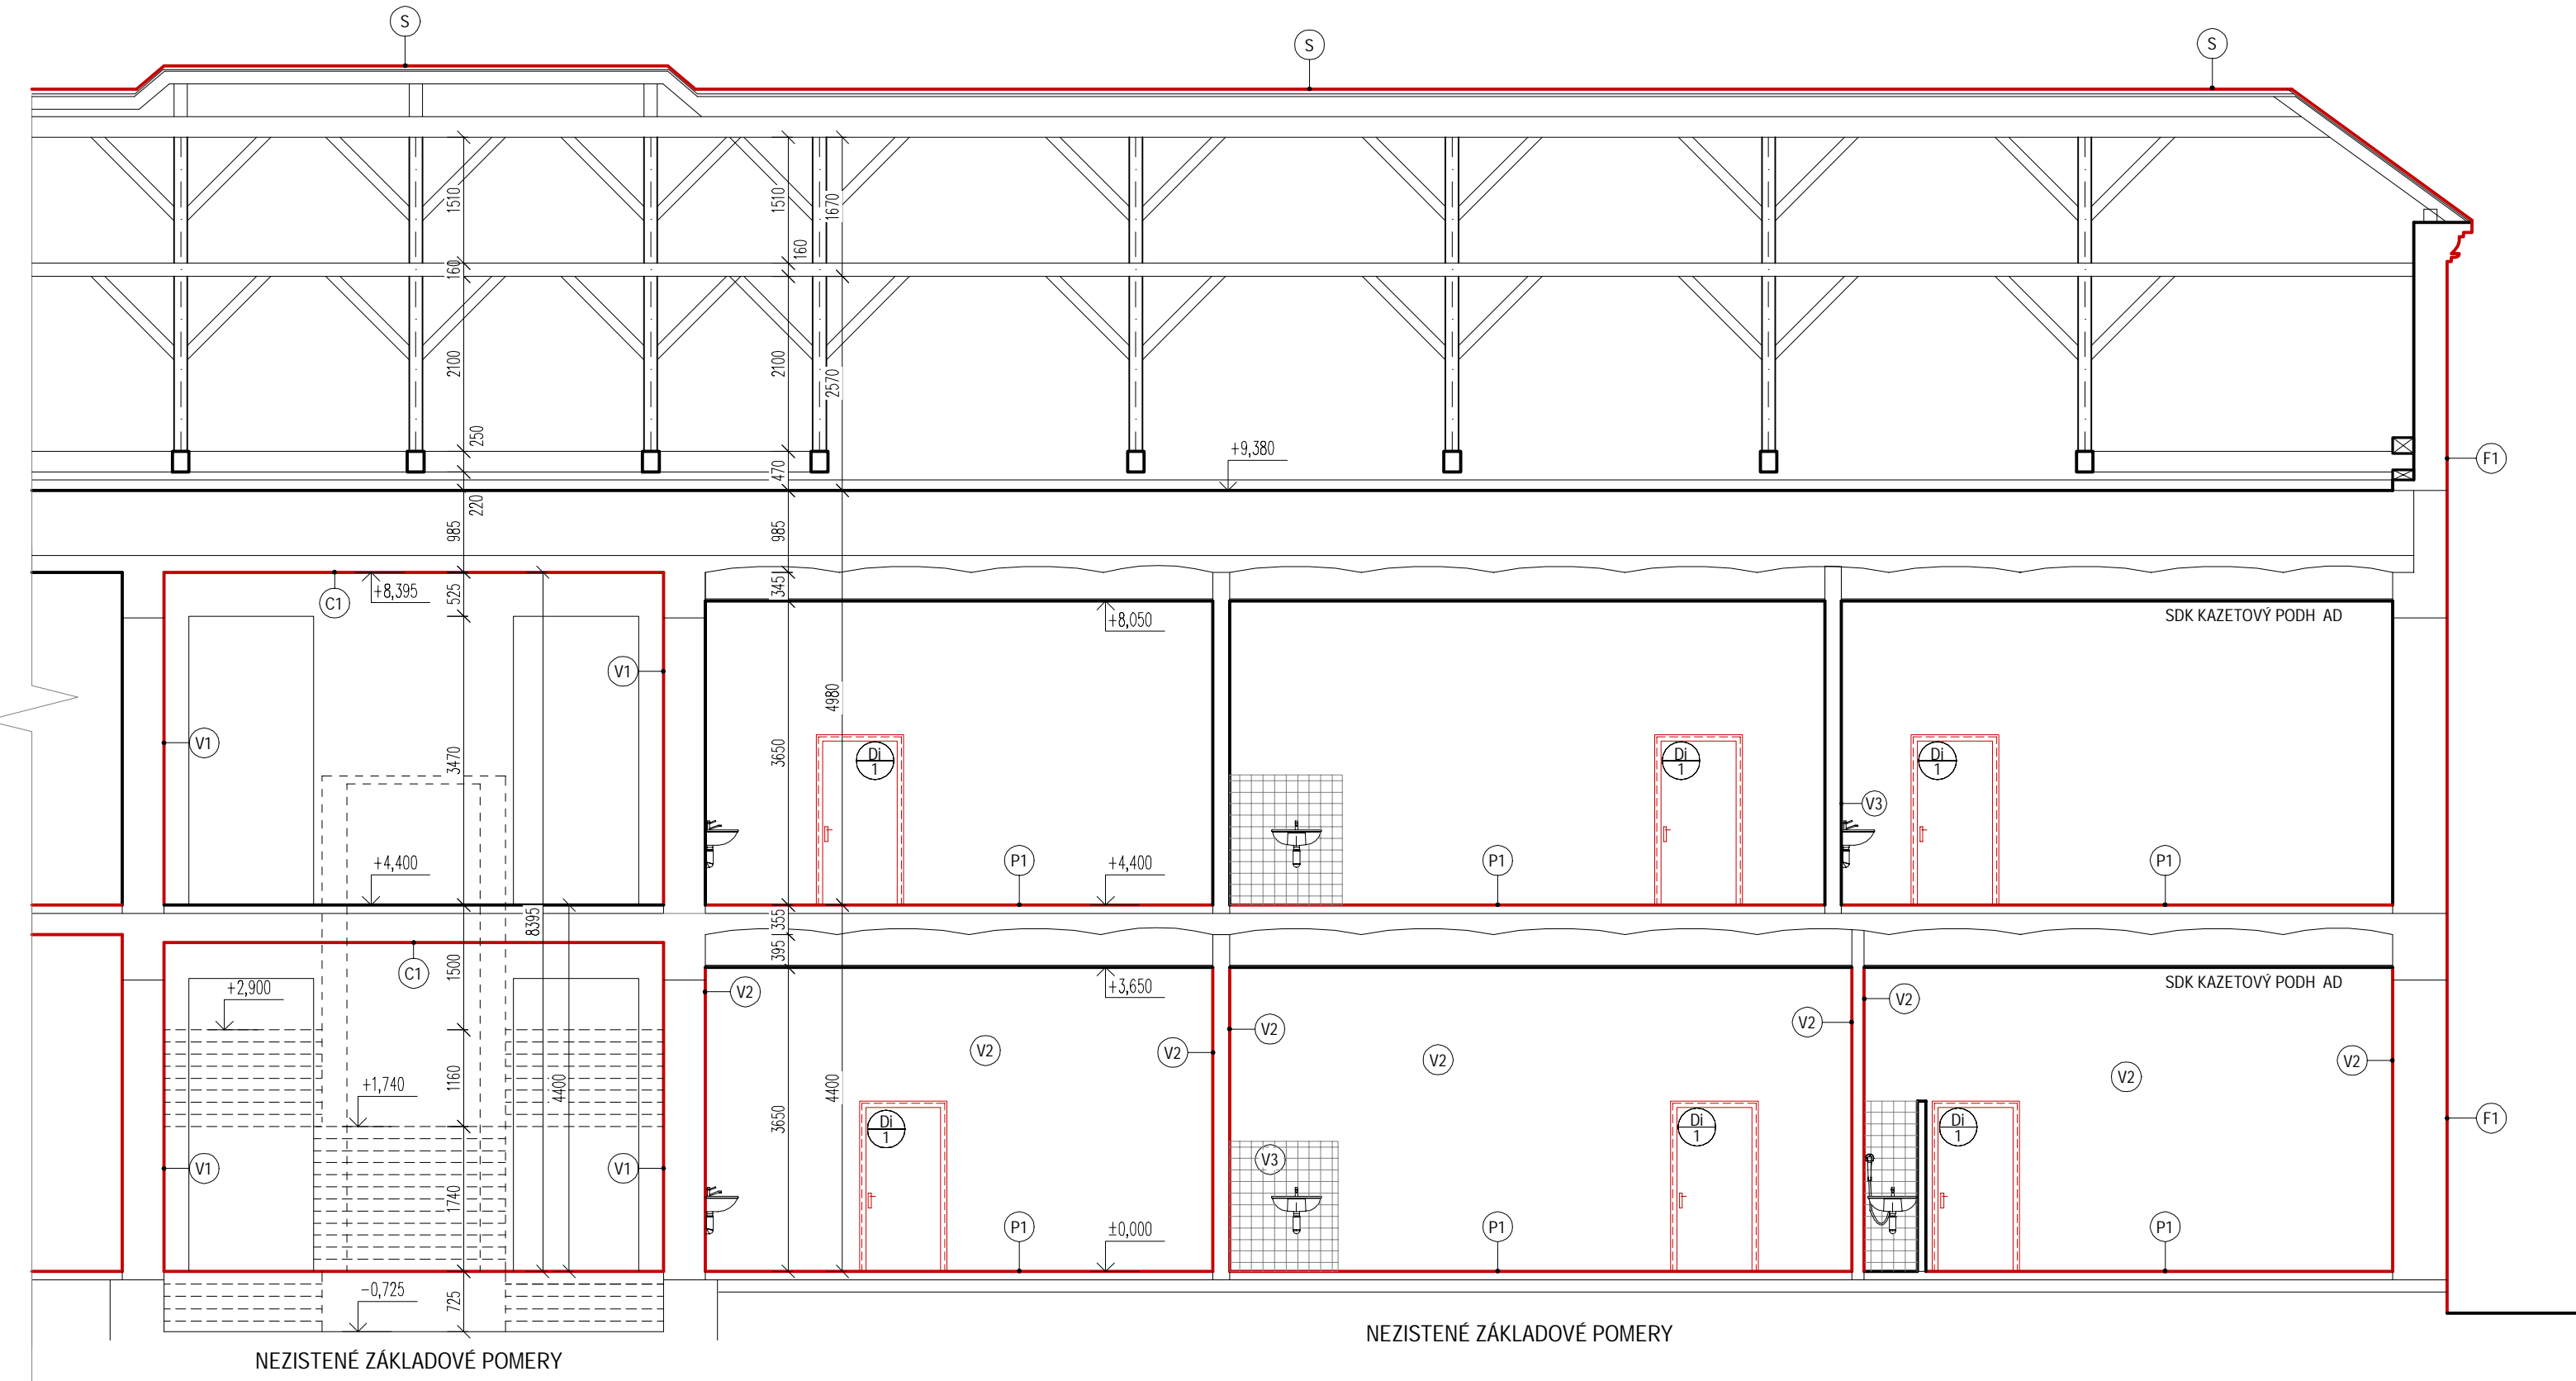 S
S
S
1510
1510
1670
160
160
2100
2100
2570
250
+9,380
470
F1
220
985
985
C1
+8,395
525
345
+8,050
SDK KAZETOVÝ PODH AD
V1
V1
4980
3470
3650
Di
1
Di
1
Di
1
V3
+4,400
P1
+4,400
P1
P1
8395
355
395
C1
1500
+2,900
V2
+3,650
SDK KAZETOVÝ PODH AD
V2
V2
V2
V2
V2
V2
V2
V2
+1,740
1160
4400
4400
3650
Di
1
Di
1
Di
1
F1
V1
V1
V3
1740
P1
±0,000
P1
P1
-0,725
725
NEZISTENÉ ZÁKLADOVÉ POMERY
NEZISTENÉ ZÁKLADOVÉ POMERY